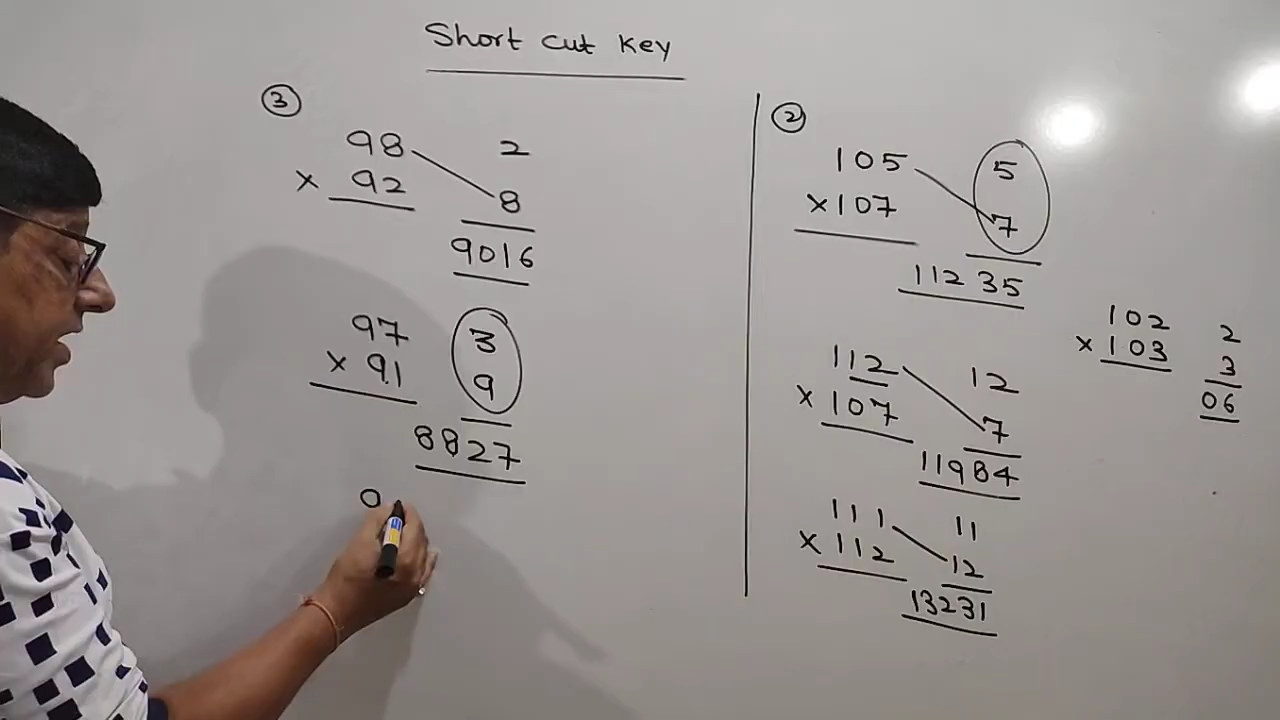 Short cut Key
3
98 2
× 92 8
9016
97 3
× 91 9
8827
2
105 5
×107 7
11235
112 12
× 107 7
11984
111 11
× 112 12
13231
102 2
× 103 3
06